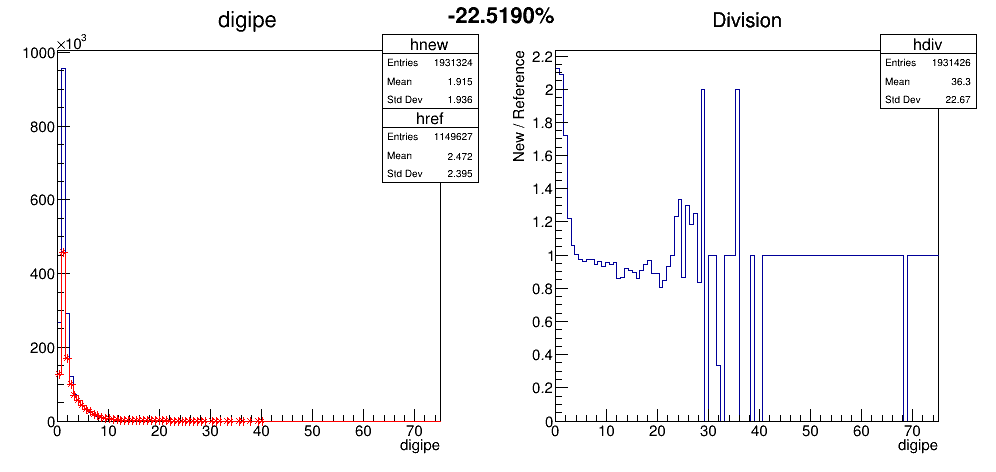 -22.5190%
digipe
×10³
1000
800
600
400
200
0
0 10 20 30 40 50 60 70
digipe
hnew
Entries 1931324
Mean 1.915
Std Dev 1.936
href
Entries 1149627
Mean 2.472
Std Dev 2.395
Division
New / Reference
2.2
2
1.8
1.6
1.4
1.2
1
0.8
0.6
0.4
0.2
0
0 10 20 30 40 50 60 70
digipe
hdiv
Entries 1931426
Mean 36.3
Std Dev 22.67